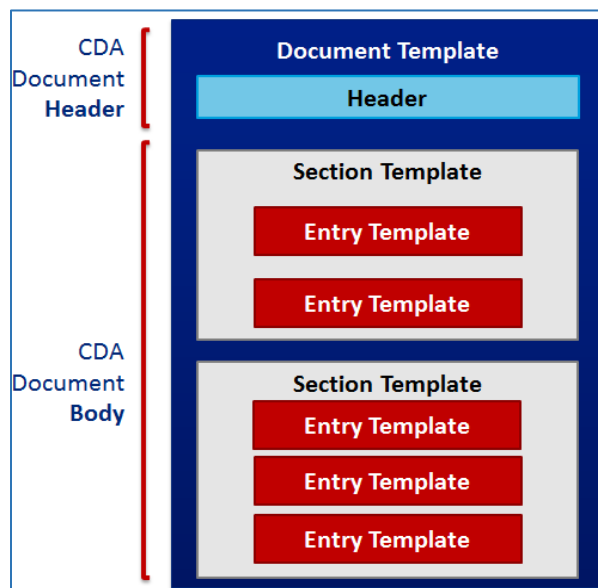 CDA
Document
Header
Document Template
Header
CDA
Document
Body
Section Template
Entry Template
Entry Template
Section Template
Entry Template
Entry Template
Entry Template